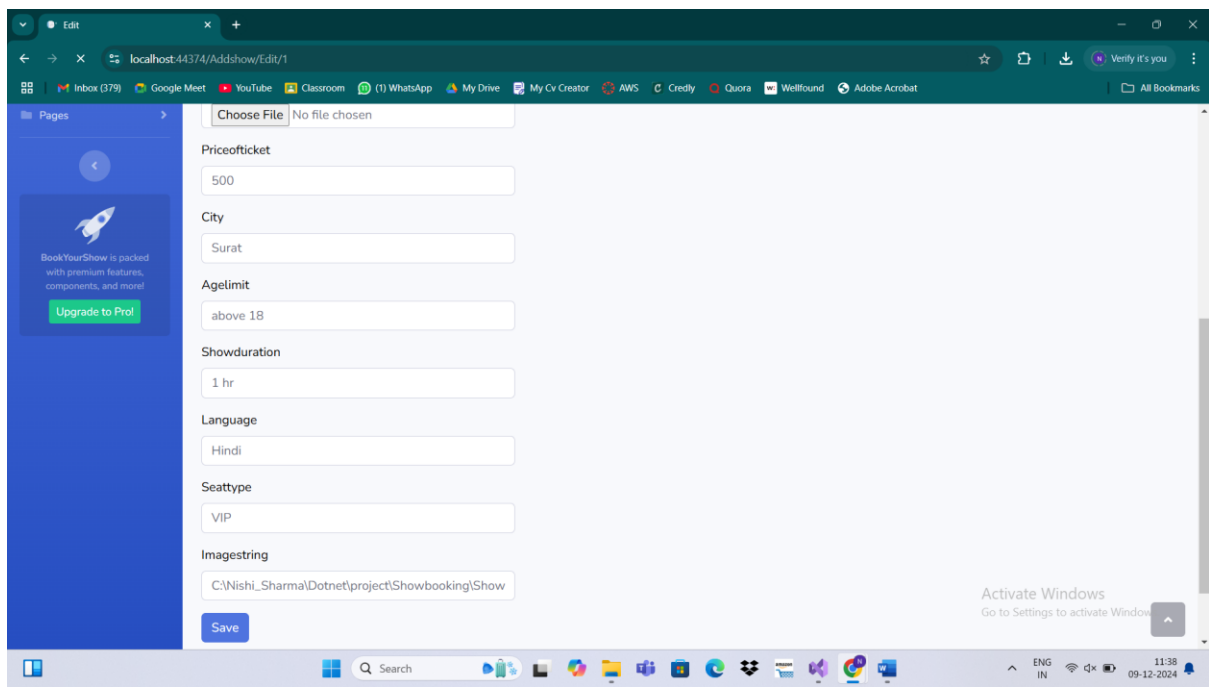 Edit
localhost:44374/Addshow/Edit/1
N Verify it's you
Inbox (379) Google Meet YouTube Classroom (1) WhatsApp My Drive My Cv Creator AWS Credly Quora Wellfound Adobe Acrobat All Bookmarks
Pages
Choose File No file chosen
Priceofticket
500
City
Surat
BookYourShow is packed
with premium features,
components, and more!
Upgrade to Pro!
Agelimit
above 18
Showduration
1 hr
Language
Hindi
Seattype
VIP
Imagestring
C:\Nishi_Sharma\Dotnet\project\Showbooking\Show
Save
Activate Windows
Go to Settings to activate Window
Search
ENG
IN
11:38
09-12-2024